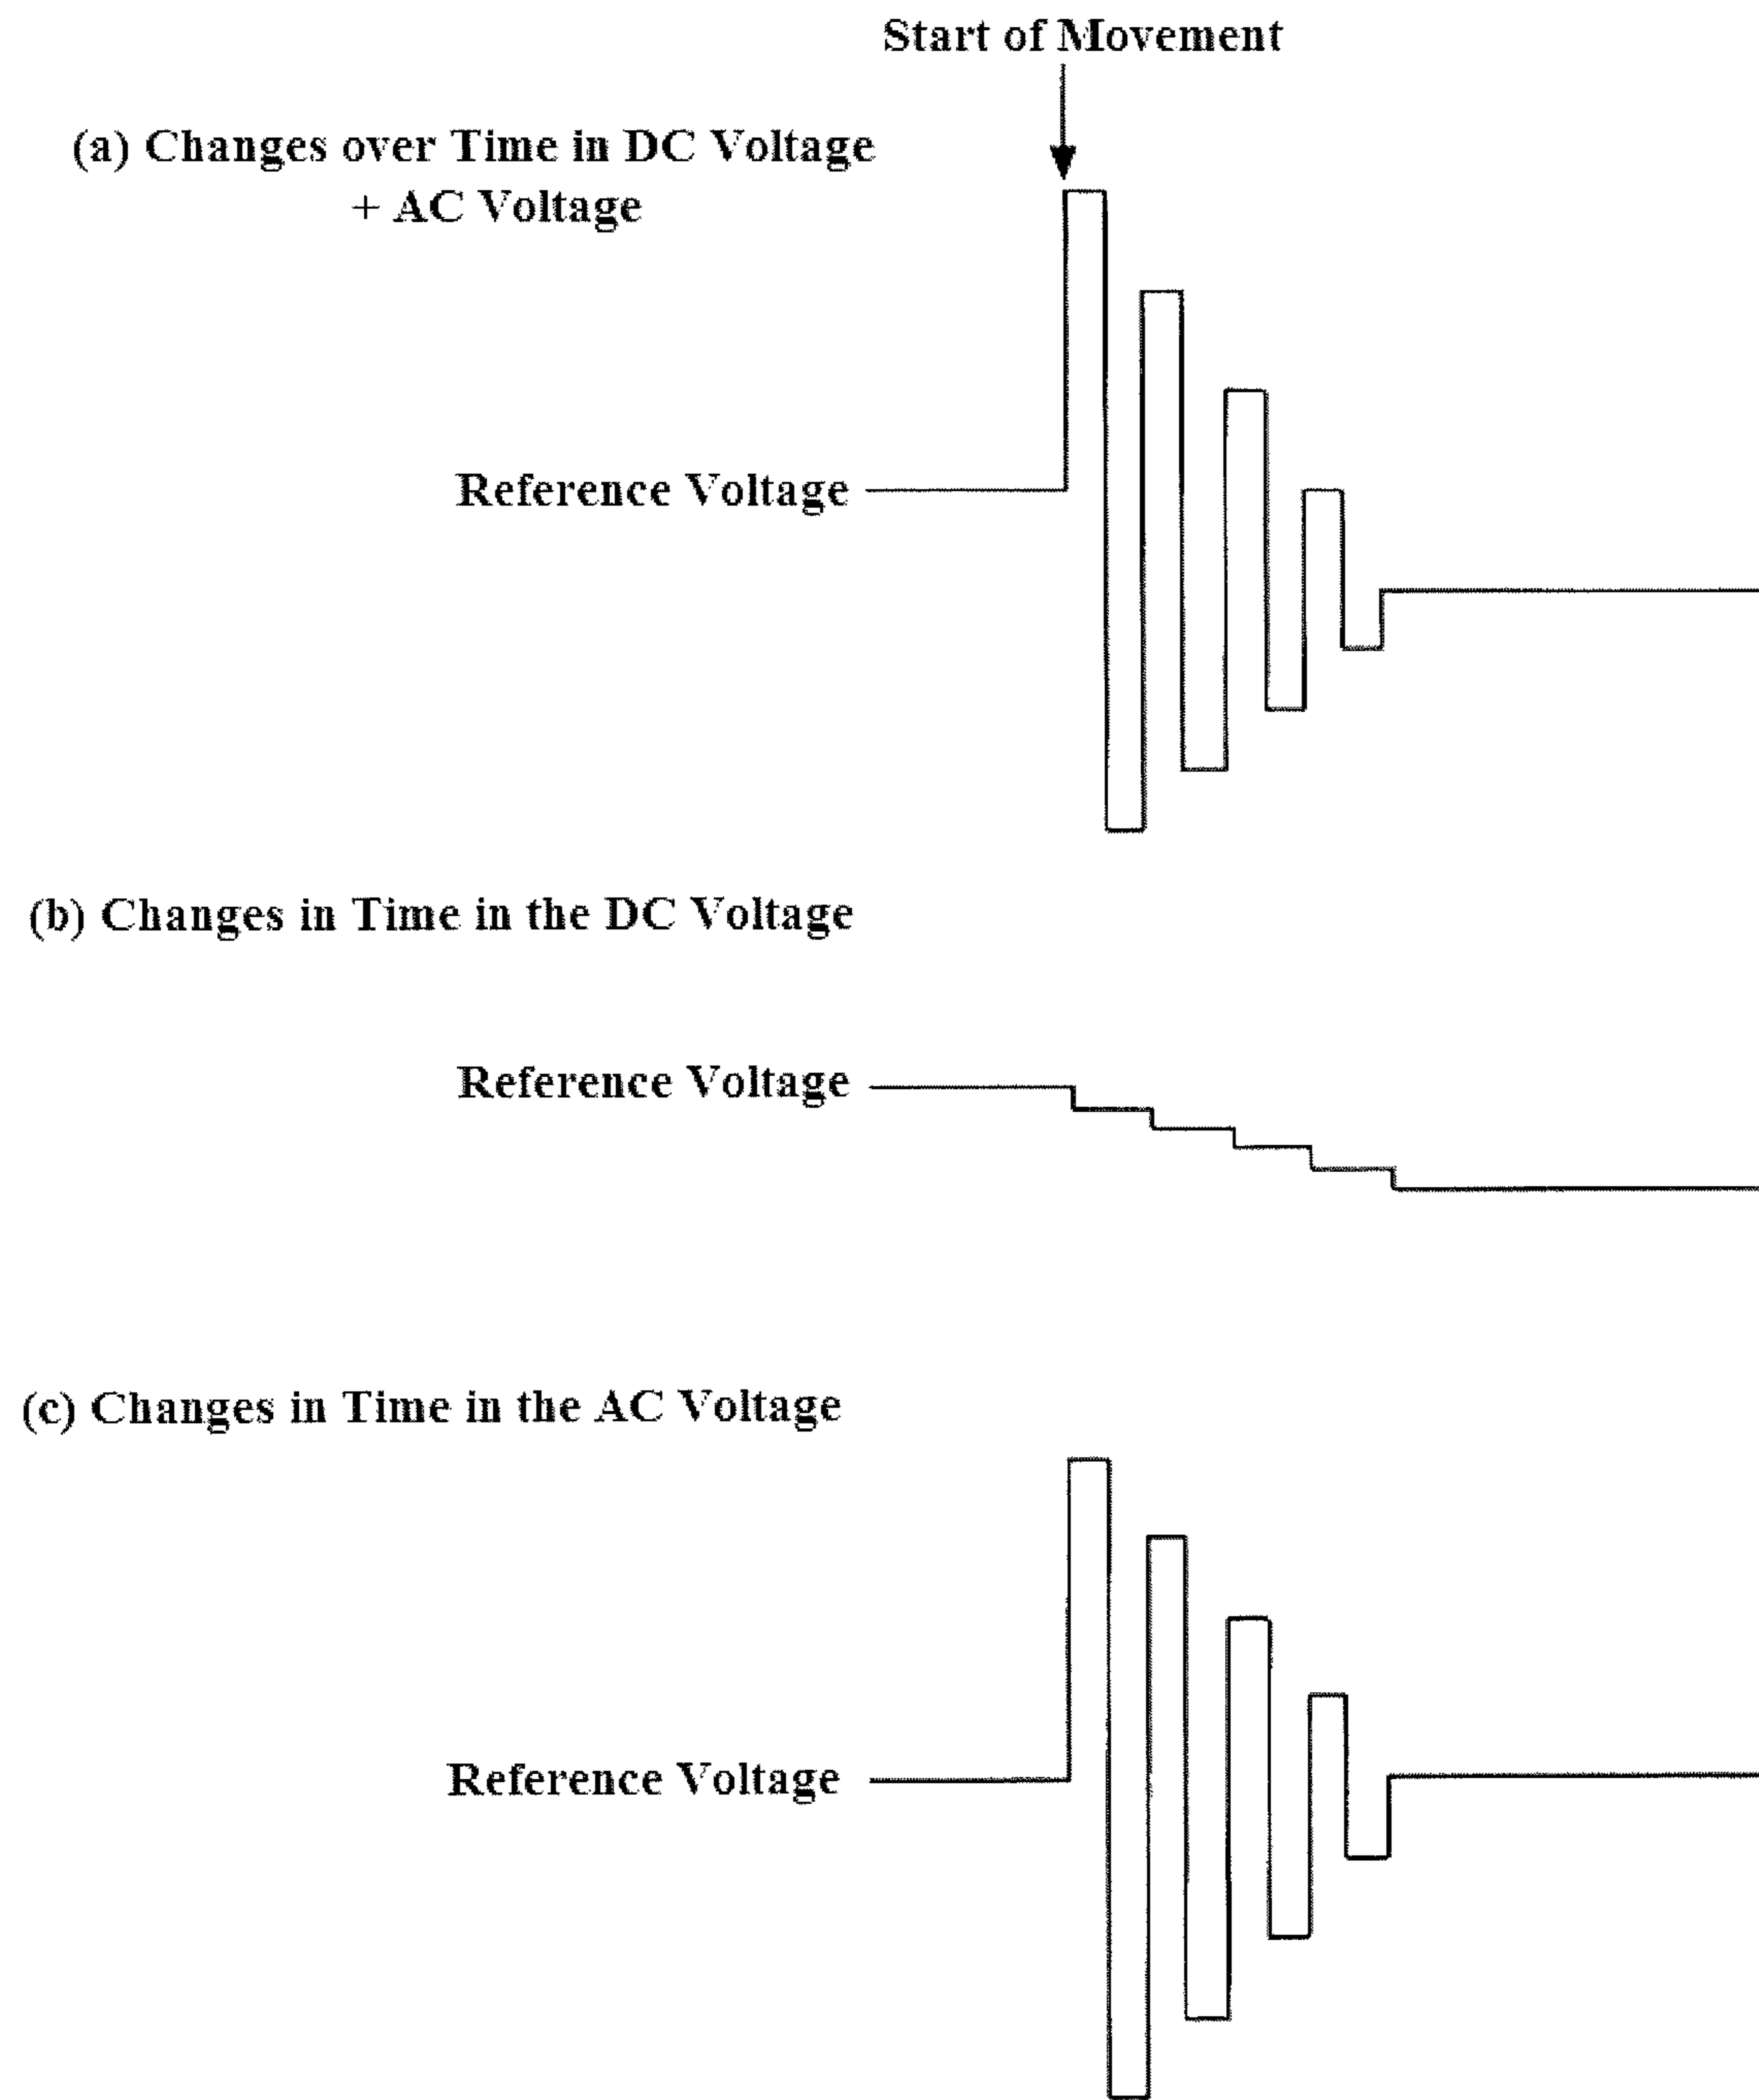 Start of Movement
(a) Changes over Time in DC Voltage
+ AC Voltage
Reference Voltage
(b) Changes in Time in the DC Voltage
Reference Voltage
(c) Changes in Time in the AC Voltage
Reference Voltage